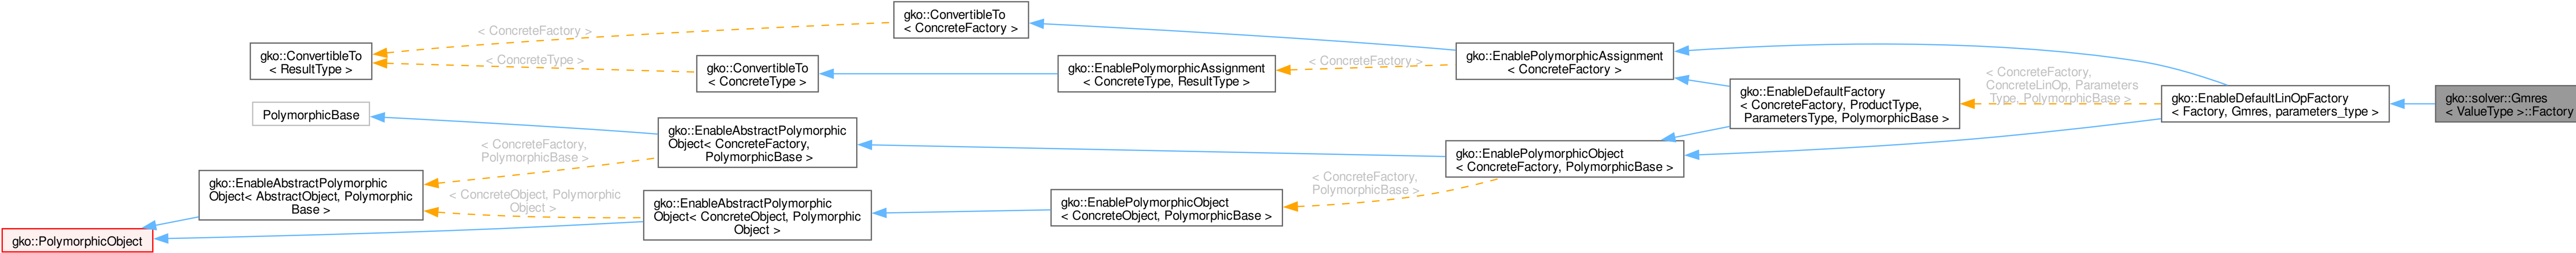 gko::ConvertibleTo
< ResultType >
PolymorphicBase
gko::EnableAbstractPolymorphic
Object< AbstractObject, Polymorphic
Base >
gko::PolymorphicObject
< ConcreteFactory >
< ConcreteType >
< ConcreteFactory,
PolymorphicBase >
< ConcreteObject, Polymorphic
Object >
gko::ConvertibleTo
< ConcreteFactory >
gko::ConvertibleTo
< ConcreteType >
gko::EnableAbstractPolymorphic
Object< ConcreteFactory,
PolymorphicBase >
gko::EnableAbstractPolymorphic
Object< ConcreteObject, Polymorphic
Object >
gko::EnablePolymorphicAssignment
< ConcreteType, ResultType >
gko::EnablePolymorphicObject
< ConcreteObject, PolymorphicBase >
< ConcreteFactory >
< ConcreteFactory,
PolymorphicBase >
gko::EnablePolymorphicAssignment
< ConcreteFactory >
gko::EnablePolymorphicObject
< ConcreteFactory, PolymorphicBase >
gko::EnableDefaultFactory
< ConcreteFactory, ProductType,
ParametersType, PolymorphicBase >
< ConcreteFactory,
ConcreteLinOp, Parameters
Type, PolymorphicBase >
gko::EnableDefaultLinOpFactory
< Factory, Gmres, parameters_type >
gko::solver::Gmres
< ValueType >::Factory